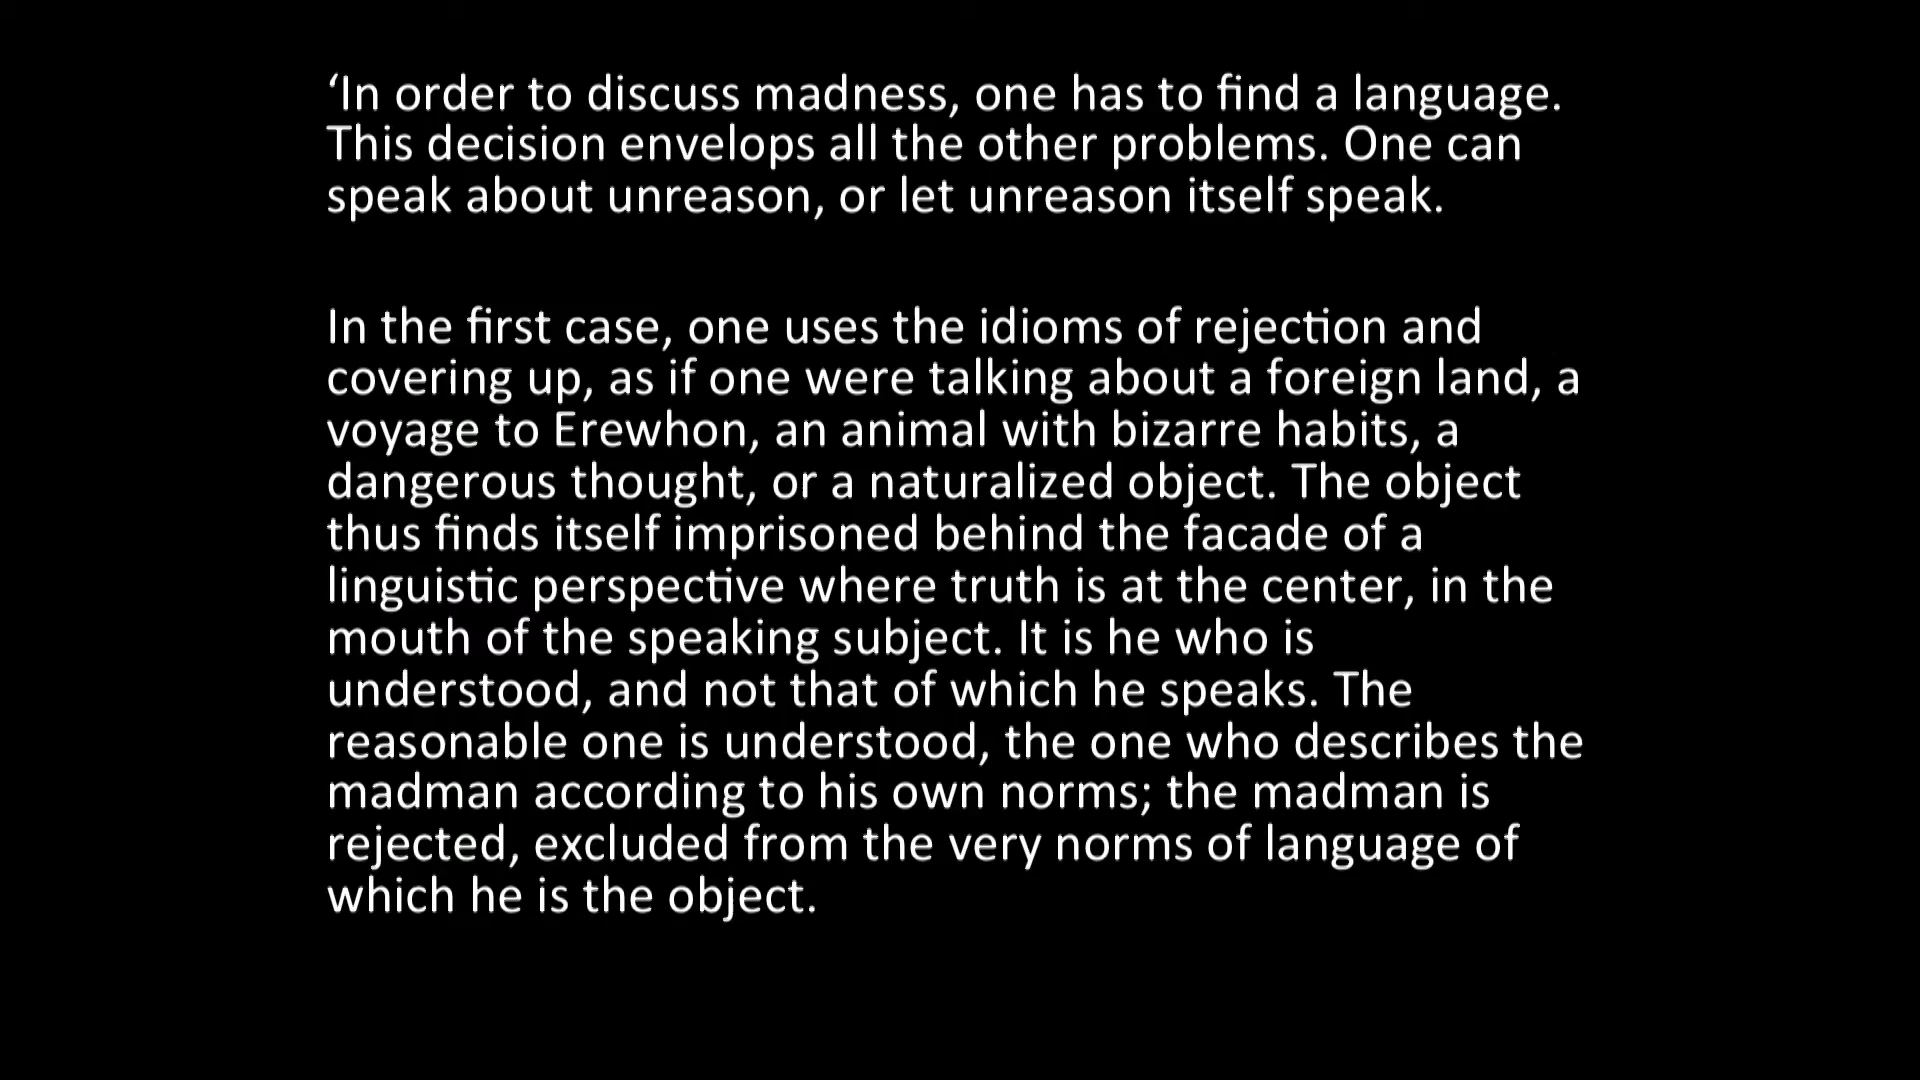 ‘In order to discuss madness, one has to find a language.
This decision envelops all the other problems. One can
speak about unreason, or let unreason itself speak.
In the first case, one uses the idioms of rejection and
covering up, as if one were talking about a foreign land, a
voyage to Erewhon, an animal with bizarre habits, a
dangerous thought, or a naturalized object. The object
thus finds itself imprisoned behind the facade of a
linguistic perspective where truth is at the center, in the
mouth of the speaking subject. It is he who is
understood, and not that of which he speaks. The
reasonable one is understood, the one who describes the
madman according to his own norms; the madman is
rejected, excluded from the very norms of language of
which he is the object.